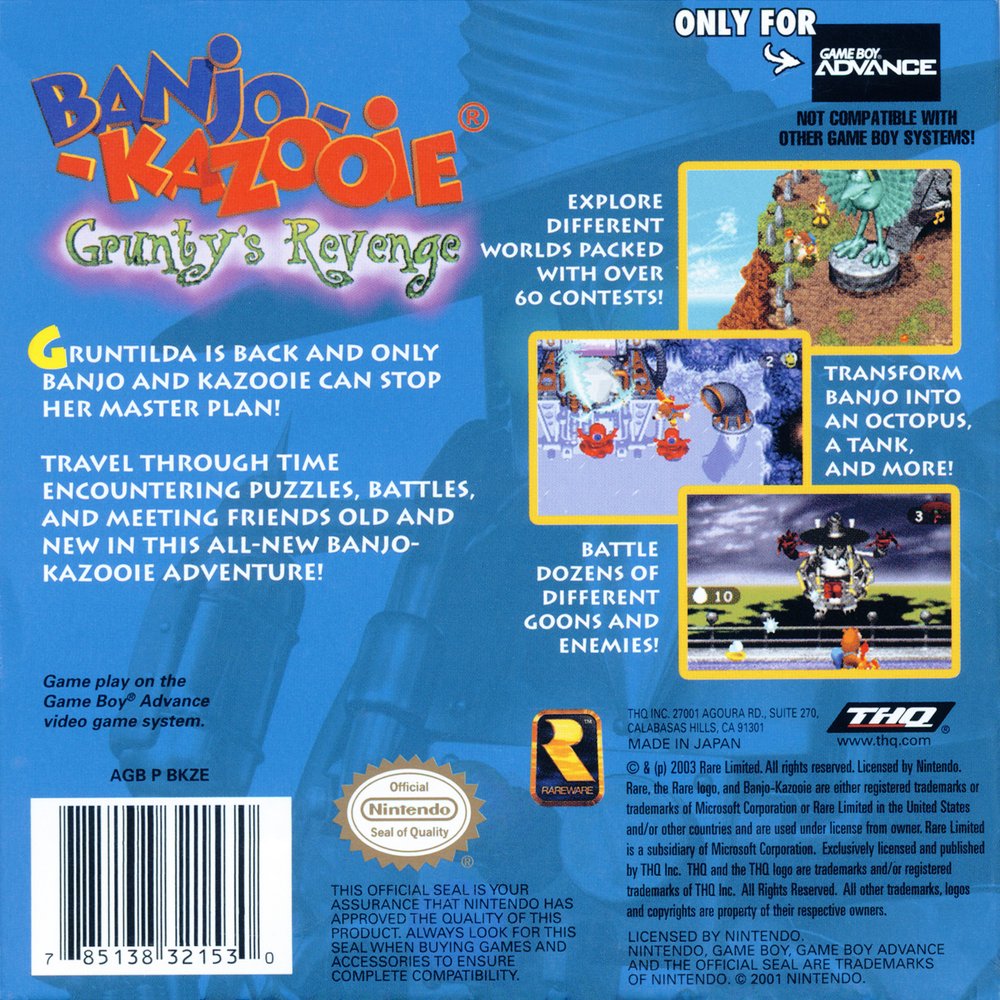 ONLY FOR
GAME BOY
ADVANCE
NOT COMPATIBLE WITH
OTHER GAME BOY SYSTEMS!
BANJO-
-KAZOOIE®
Grunty's Revenge
EXPLORE
DIFFERENT
WORLDS PACKED
WITH OVER
60 CONTESTS!
GRUNTILDA IS BACK AND ONLY
BANJO AND KAZOOIE CAN STOP
HER MASTER PLAN!
TRAVEL THROUGH TIME
ENCOUNTERING PUZZLES, BATTLES,
AND MEETING FRIENDS OLD AND
NEW IN THIS ALL-NEW BANJO-
KAZOOIE ADVENTURE!
2
TRANSFORM
BANJO INTO
AN OCTOPUS,
A TANK,
AND MORE!
3
10
BATTLE
DOZENS OF
DIFFERENT
GOONS AND
ENEMIES!
Game play on the
Game Boy® Advance
video game system.
AGB P BKZE
7 85138 32153 0
Official
Nintendo
Seal of Quality
®
THIS OFFICIAL SEAL IS YOUR
ASSURANCE THAT NINTENDO HAS
APPROVED THE QUALITY OF THIS
PRODUCT. ALWAYS LOOK FOR THIS
SEAL WHEN BUYING GAMES AND
ACCESSORIES TO ENSURE
COMPLETE COMPATIBILITY.
R™
RAREWARE
THQ INC. 27001 AGOURA RD., SUITE 270,
CALABASAS HILLS, CA 91301
MADE IN JAPAN
THQ®
www.thq.com
© & (p) 2003 Rare Limited. All rights reserved. Licensed by Nintendo.
Rare, the Rare logo, and Banjo-Kazooie are either registered trademarks or
trademarks of Microsoft Corporation or Rare Limited in the United States
and/or other countries and are used under license from owner. Rare Limited
is a subsidiary of Microsoft Corporation. Exclusively licensed and published
by THQ Inc. THQ and the THQ logo are trademarks and/or registered
trademarks of THQ Inc. All Rights Reserved. All other trademarks, logos
and copyrights are property of their respective owners.
LICENSED BY NINTENDO.
NINTENDO, GAME BOY, GAME BOY ADVANCE
AND THE OFFICIAL SEAL ARE TRADEMARKS
OF NINTENDO. © 2001 NINTENDO.